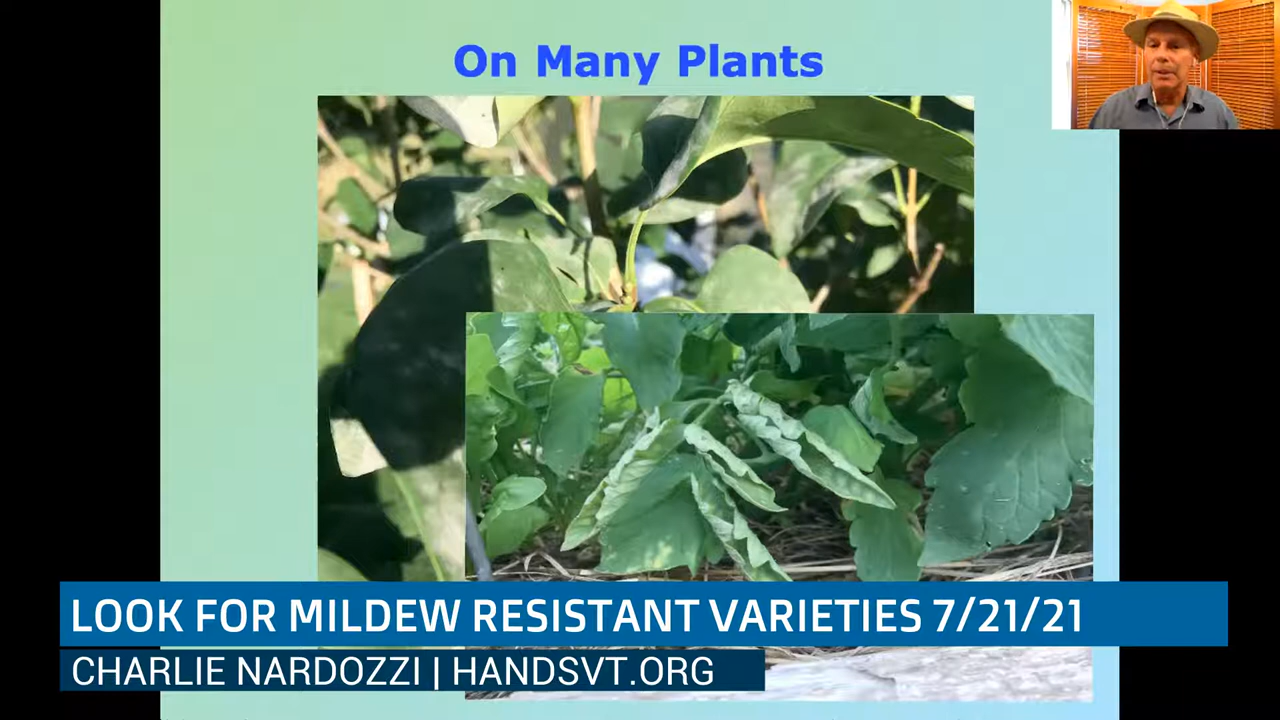 On Many Plants
LOOK FOR MILDEW RESISTANT VARIETIES 7/21/21
CHARLIE NARDOZZI | HANDSVT.ORG